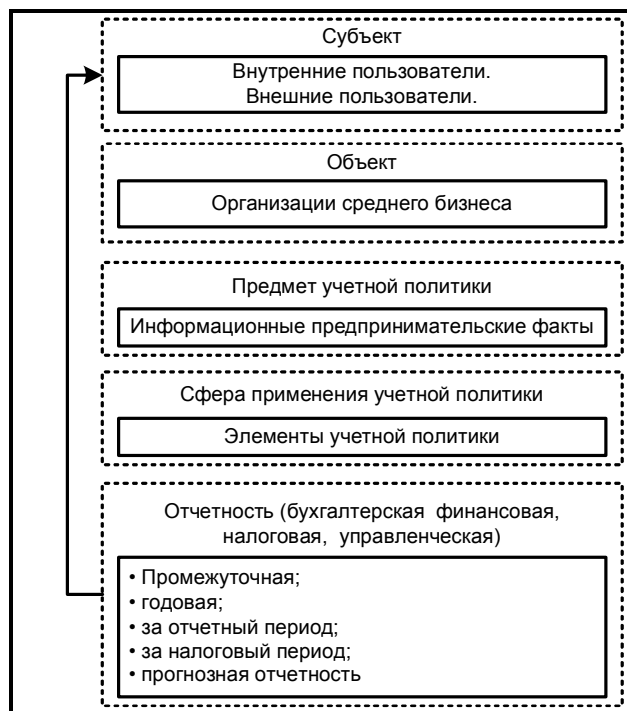 Субъект
Внутренние пользователи.
Внешние пользователи.
Объект
Организации среднего бизнеса
Предмет учетной политики
Информационные предпринимательские факты
Сфера применения учетной политики
Элементы учетной политики
Отчетность (бухгалтерская финансовая,
налоговая, управленческая)
• Промежуточная;
• годовая;
• за отчетный период;
• за налоговый период;
• прогнозная отчетность